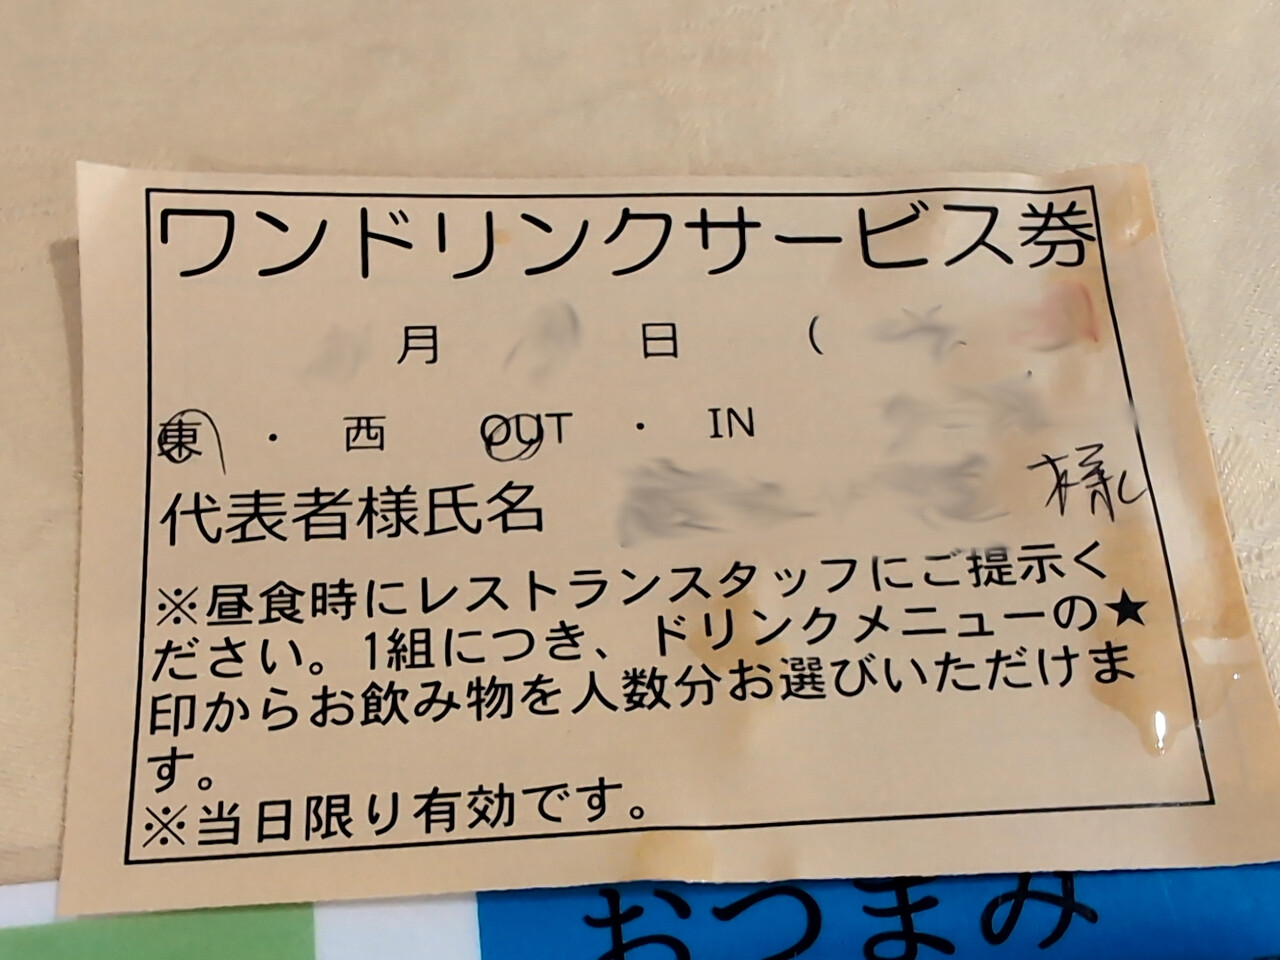 ワンドリンクサービス券
月 日 (
東 ・ 西 OUT ・ IN
代表者様氏名 様
※昼食時にレストランスタッフにご提示く
ださい。1組につき、ドリンクメニューの★
印からお飲み物を人数分お選びいただけま
す。
※当日限り有効です。
おつまみ